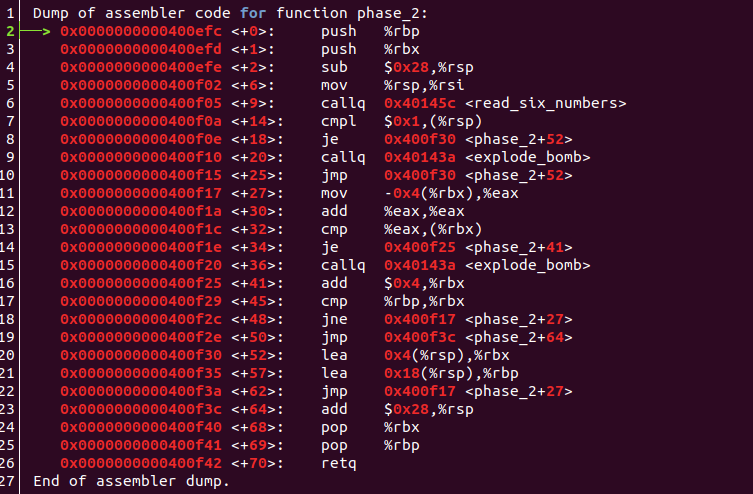 1 Dump of assembler code for function phase_2:
2 ──> 0x0000000000400efc <+0>: push %rbp
3 0x0000000000400efd <+1>: push %rbx
4 0x0000000000400efe <+2>: sub $0x28,%rsp
5 0x0000000000400f02 <+6>: mov %rsp,%rsi
6 0x0000000000400f05 <+9>: callq 0x40145c <read_six_numbers>
7 0x0000000000400f0a <+14>: cmpl $0x1,(%rsp)
8 0x0000000000400f0e <+18>: je 0x400f30 <phase_2+52>
9 0x0000000000400f10 <+20>: callq 0x40143a <explode_bomb>
10 0x0000000000400f15 <+25>: jmp 0x400f30 <phase_2+52>
11 0x0000000000400f17 <+27>: mov -0x4(%rbx),%eax
12 0x0000000000400f1a <+30>: add %eax,%eax
13 0x0000000000400f1c <+32>: cmp %eax,(%rbx)
14 0x0000000000400f1e <+34>: je 0x400f25 <phase_2+41>
15 0x0000000000400f20 <+36>: callq 0x40143a <explode_bomb>
16 0x0000000000400f25 <+41>: add $0x4,%rbx
17 0x0000000000400f29 <+45>: cmp %rbp,%rbx
18 0x0000000000400f2c <+48>: jne 0x400f17 <phase_2+27>
19 0x0000000000400f2e <+50>: jmp 0x400f3c <phase_2+64>
20 0x0000000000400f30 <+52>: lea 0x4(%rsp),%rbx
21 0x0000000000400f35 <+57>: lea 0x18(%rsp),%rbp
22 0x0000000000400f3a <+62>: jmp 0x400f17 <phase_2+27>
23 0x0000000000400f3c <+64>: add $0x28,%rsp
24 0x0000000000400f40 <+68>: pop %rbx
25 0x0000000000400f41 <+69>: pop %rbp
26 0x0000000000400f42 <+70>: retq
27 End of assembler dump.